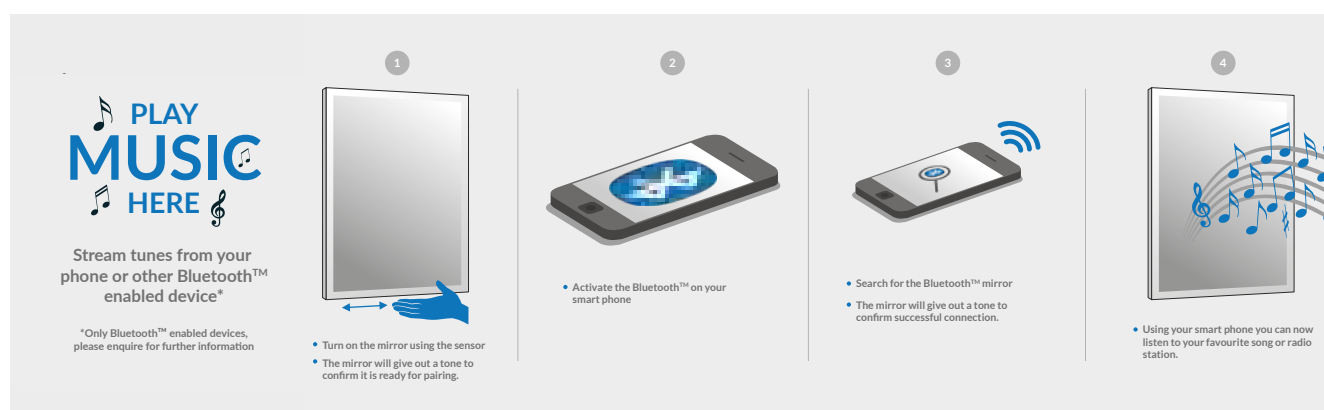 PLAY
MUSIC
HERE
Stream tunes from your
phone or other Bluetooth™
enabled device*
*Only Bluetooth™ enabled devices,
please enquire for further information
1
• Turn on the mirror using the sensor
• The mirror will give out a tone to
confirm it is ready for pairing.
2
• Activate the Bluetooth™ on your
smart phone
3
• Search for the Bluetooth™ mirror
• The mirror will give out a tone to
confirm successful connection.
4
• Using your smart phone you can now
listen to your favourite song or radio
station.